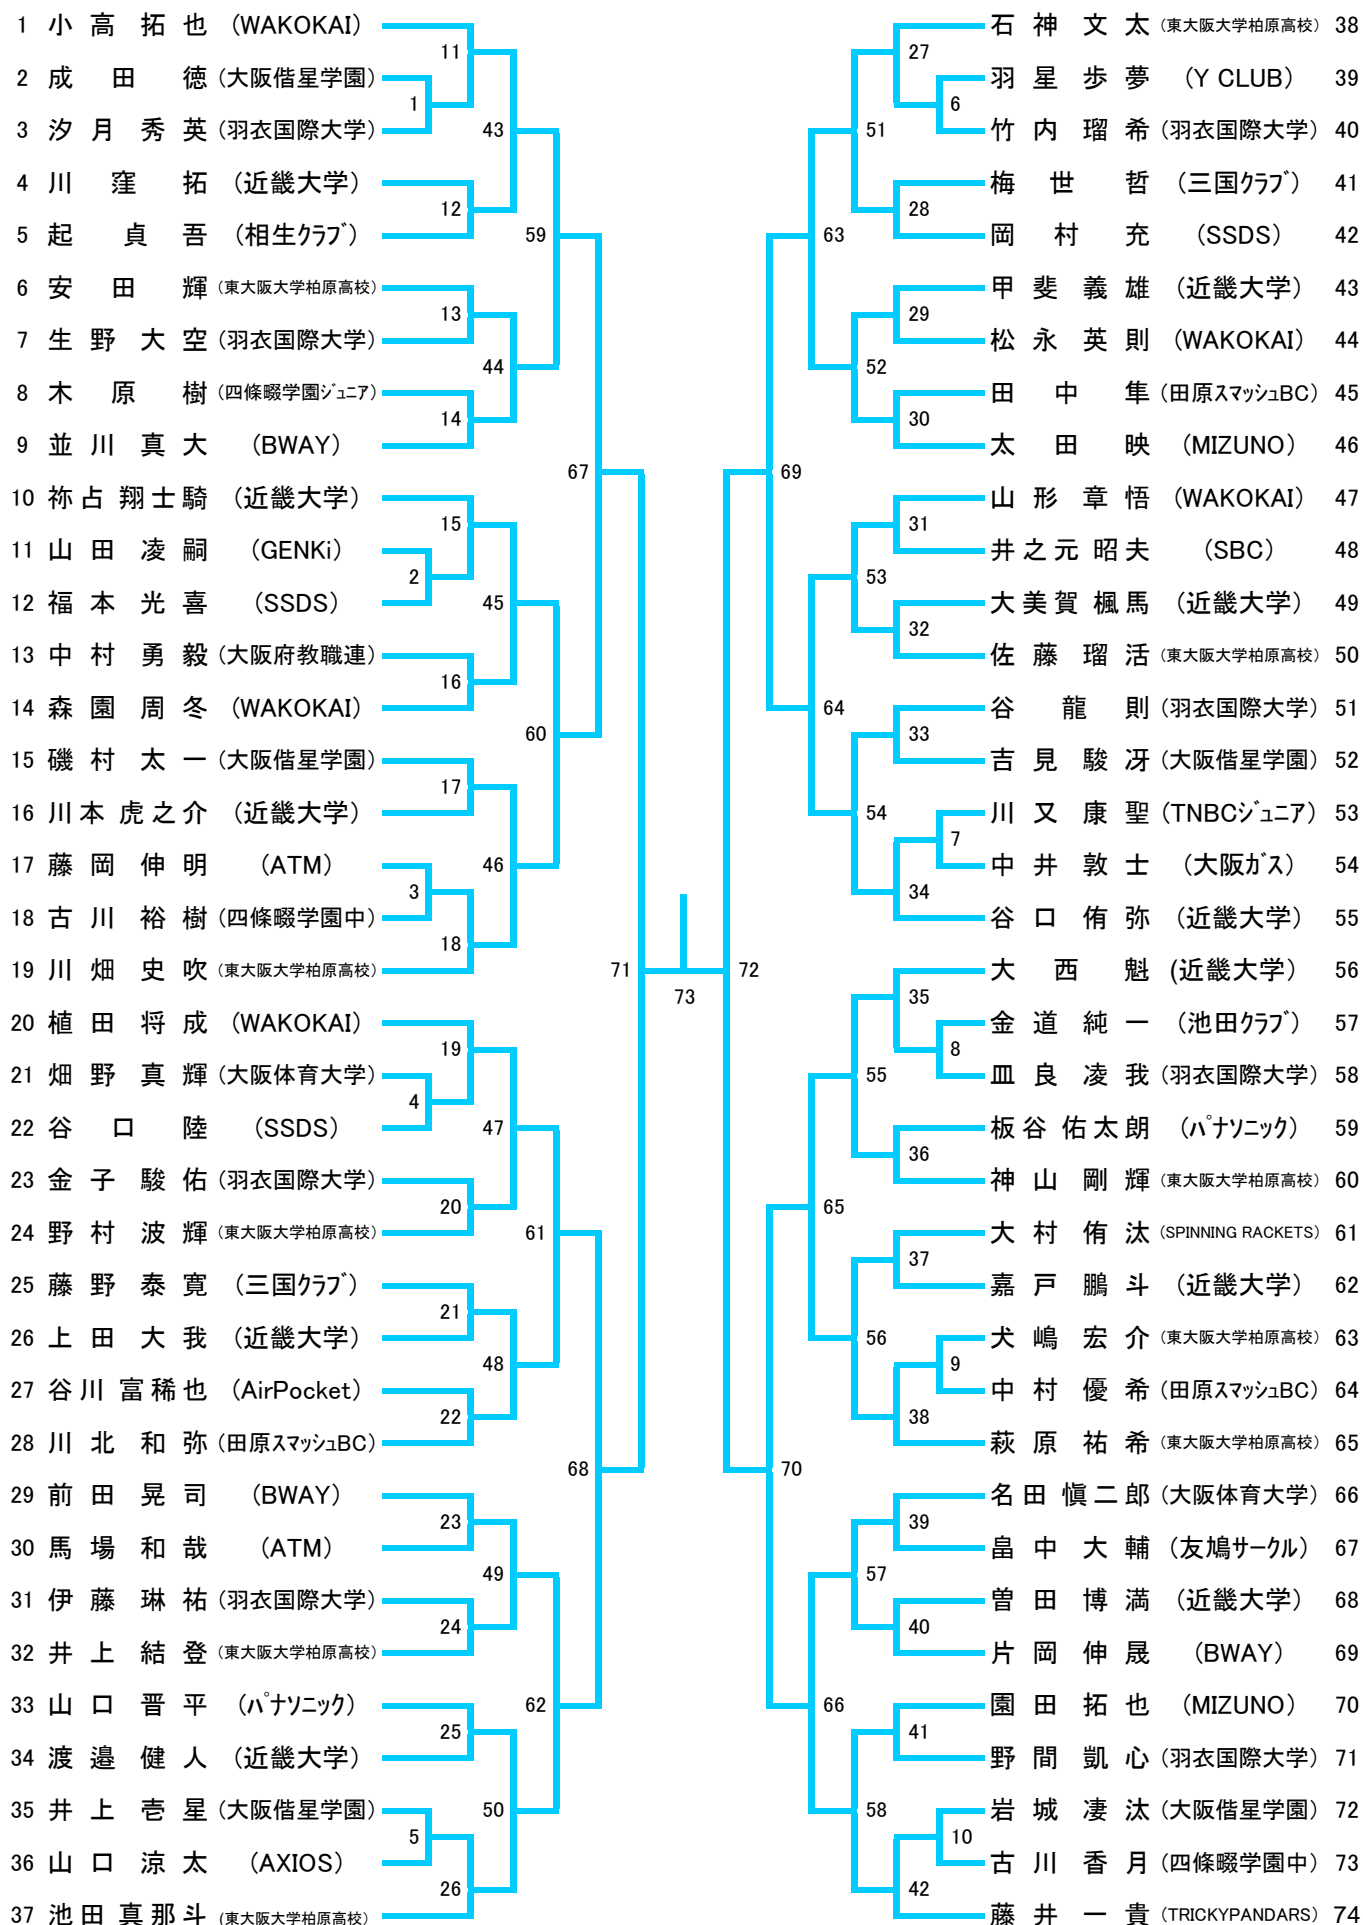 1 小高拓也 (WAKOKAI)
2 成田徳 (大阪偕星学園)
3 汐月秀英 (羽衣国際大学)
4 川窪拓 (近畿大学)
5 起貞吾 (相生クラブ)
6 安田輝 (東大阪大学柏原高校)
7 生野大空 (羽衣国際大学)
8 木原樹 (四條畷学園ジュニア)
9 並川真大 (BWAY)
10 祢占翔士騎 (近畿大学)
11 山田凌嗣 (GENKi)
12 福本光喜 (SSDS)
13 中村勇毅 (大阪府教職連)
14 森園周冬 (WAKOKAI)
15 磯村太一 (大阪偕星学園)
16 川本虎之介 (近畿大学)
17 藤岡伸明 (ATM)
18 古川裕樹 (四條畷学園中)
19 川畑史吹 (東大阪大学柏原高校)
20 植田将成 (WAKOKAI)
21 畑野真輝 (大阪体育大学)
22 谷口陸 (SSDS)
23 金子駿佑 (羽衣国際大学)
24 野村波輝 (東大阪大学柏原高校)
25 藤野泰寛 (三国クラブ)
26 上田大我 (近畿大学)
27 谷川富稀也 (AirPocket)
28 川北和弥 (田原スマッシュBC)
29 前田晃司 (BWAY)
30 馬場和哉 (ATM)
31 伊藤琳祐 (羽衣国際大学)
32 井上結登 (東大阪大学柏原高校)
33 山口晋平 (パナソニック)
34 渡邉健人 (近畿大学)
35 井上壱星 (大阪偕星学園)
36 山口涼太 (AXIOS)
37 池田真那斗 (東大阪大学柏原高校)
1
2
3
4
5
11
12
13
14
15
16
17
18
19
20
21
22
23
24
25
26
43
44
45
46
47
48
49
50
59
60
61
62
67
68
71
73
72
69
70
63
64
65
66
51
52
53
54
55
56
57
58
27
28
29
30
31
32
33
34
35
36
37
38
39
40
41
42
6
7
8
9
10
石神文太 (東大阪大学柏原高校) 38
羽星歩夢 (Y CLUB) 39
竹内瑠希 (羽衣国際大学) 40
梅世哲 (三国クラブ) 41
岡村充 (SSDS) 42
甲斐義雄 (近畿大学) 43
松永英則 (WAKOKAI) 44
田中隼 (田原スマッシュBC) 45
太田映 (MIZUNO) 46
山形章悟 (WAKOKAI) 47
井之元昭夫 (SBC) 48
大美賀楓馬 (近畿大学) 49
佐藤瑠活 (東大阪大学柏原高校) 50
谷龍則 (羽衣国際大学) 51
吉見駿冴 (大阪偕星学園) 52
川又康聖 (TNBCジュニア) 53
中井敦士 (大阪ガス) 54
谷口侑弥 (近畿大学) 55
大西魁 (近畿大学) 56
金道純一 (池田クラブ) 57
皿良凌我 (羽衣国際大学) 58
板谷佑太朗 (パナソニック) 59
神山剛輝 (東大阪大学柏原高校) 60
大村侑汰 (SPINNING RACKETS) 61
嘉戸鵬斗 (近畿大学) 62
犬嶋宏介 (東大阪大学柏原高校) 63
中村優希 (田原スマッシュBC) 64
萩原祐希 (東大阪大学柏原高校) 65
名田愼二郎 (大阪体育大学) 66
畠中大輔 (友鳩サークル) 67
曽田博満 (近畿大学) 68
片岡伸晟 (BWAY) 69
園田拓也 (MIZUNO) 70
野間凱心 (羽衣国際大学) 71
岩城凄汰 (大阪偕星学園) 72
古川香月 (四條畷学園中) 73
藤井一貴 (TRICKYPANDARS) 74